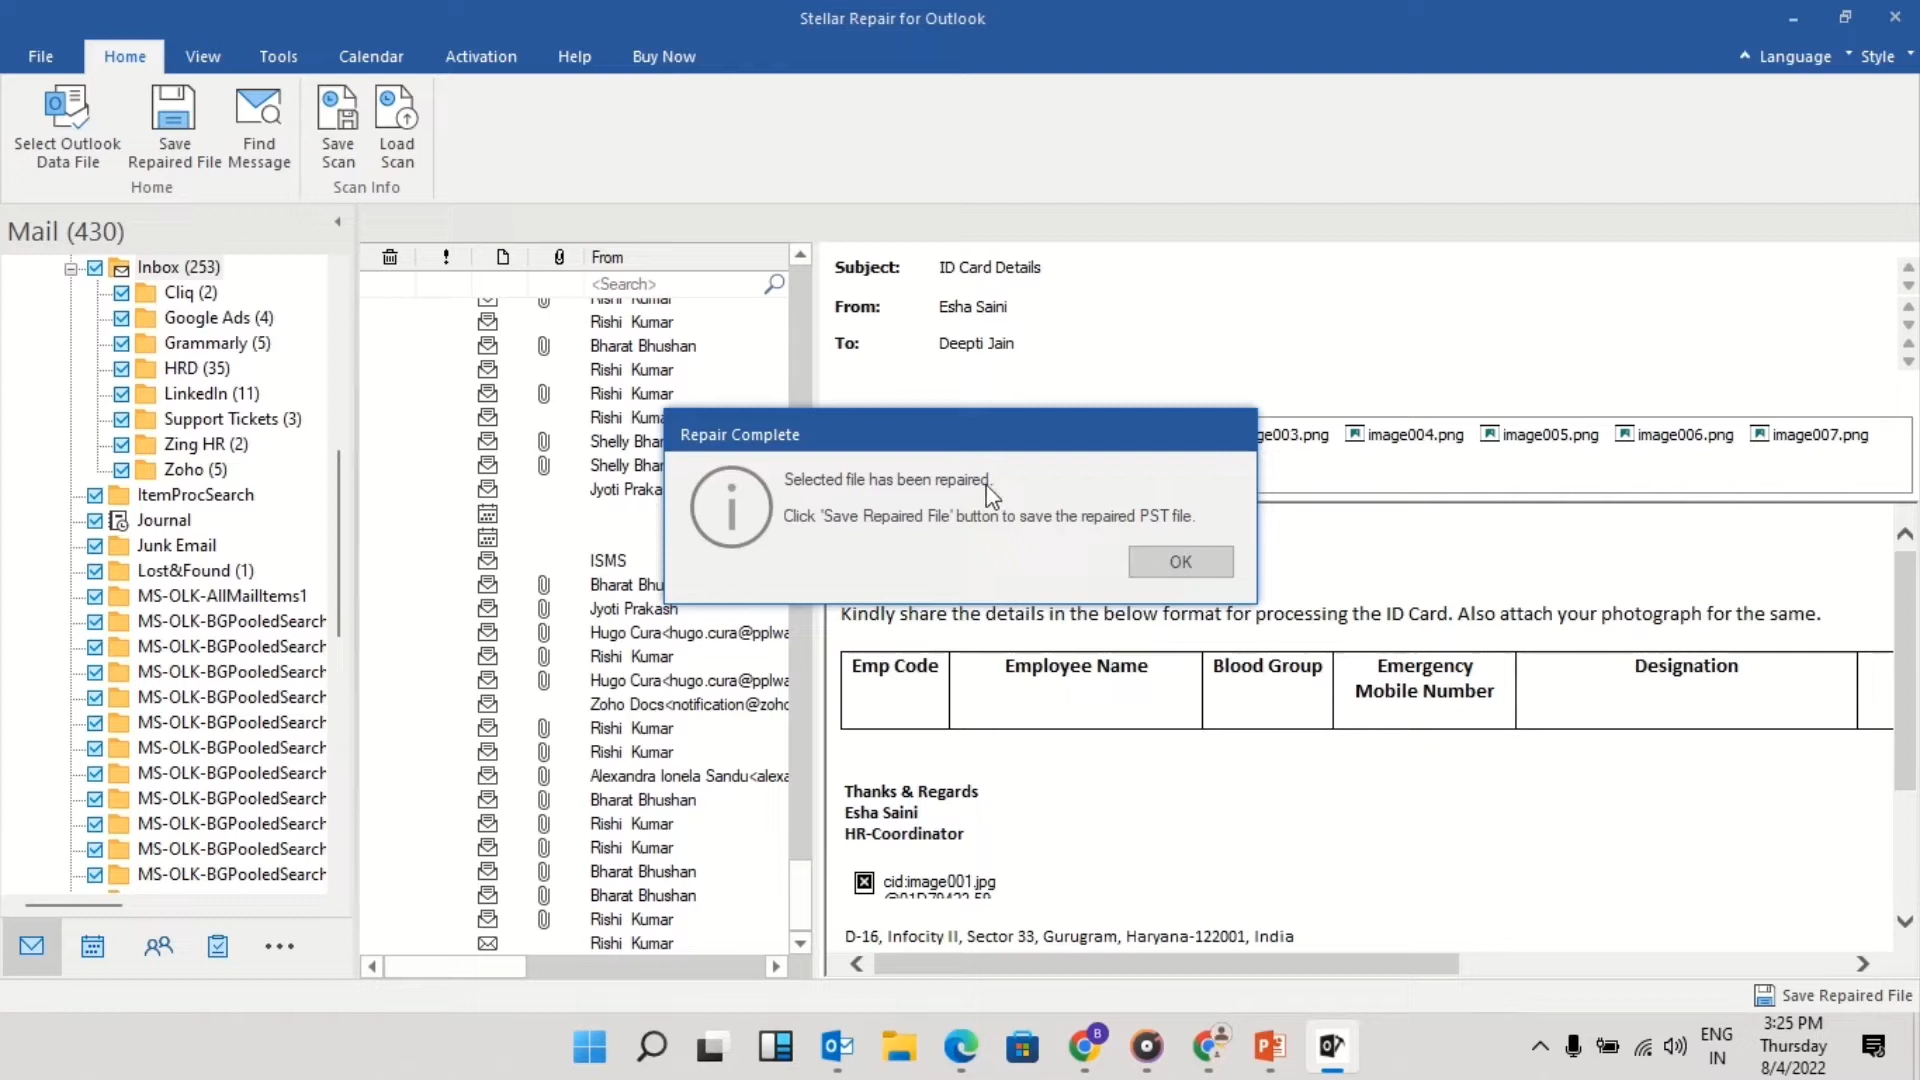 Stellar Repair for Outlook
File Home View Tools Calendar Activation Help Buy Now Language Style
Select Outlook Data File
Save Repaired File
Find Message
Save Scan
Load Scan
Home
Scan Info
Mail (430)
Inbox (253)
Cliq (2)
Google Ads (4)
Grammarly (5)
HRD (35)
LinkedIn (11)
Support Tickets (3)
Zing HR (2)
Zoho (5)
ItemProcSearch
Journal
Junk Email
Lost&Found (1)
MS-OLK-AllMailItems1
MS-OLK-BGPooledSearch
MS-OLK-BGPooledSearch
MS-OLK-BGPooledSearch
MS-OLK-BGPooledSearch
MS-OLK-BGPooledSearch
MS-OLK-BGPooledSearch
MS-OLK-BGPooledSearch
MS-OLK-BGPooledSearch
MS-OLK-BGPooledSearch
MS-OLK-BGPooledSearch
MS-OLK-BGPooledSearch
From
<Search>
Rishi Kumar
Rishi Kumar
Bharat Bhushan
Rishi Kumar
Rishi Kumar
Rishi Kuma
Shelly Bhar
Shelly Bhar
Jyoti Praka
ISMS
Bharat Bhu
Jyoti Prakash
Hugo Cura<hugo.cura@pplwa
Rishi Kumar
Hugo Cura<hugo.cura@pplwa
Zoho Docs<notification@zoho
Rishi Kumar
Rishi Kumar
Alexandra Ionela Sandu<alexa
Bharat Bhushan
Rishi Kumar
Rishi Kumar
Bharat Bhushan
Bharat Bhushan
Rishi Kumar
Rishi Kumar
Subject: ID Card Details
From: Esha Saini
To: Deepti Jain
ge003.png image004.png image005.png image006.png image007.png
Repair Complete
Selected file has been repaired.
Click 'Save Repaired File' button to save the repaired PST file.
OK
Kindly share the details in the below format for processing the ID Card. Also attach your photograph for the same.
Emp Code
Employee Name
Blood Group
Emergency Mobile Number
Designation
Thanks & Regards
Esha Saini
HR-Coordinator
cid:image001.jpg
D-16, Infocity II, Sector 33, Gurugram, Haryana-122001, India
Save Repaired File
B
ENG
IN
3:25 PM
Thursday
8/4/2022